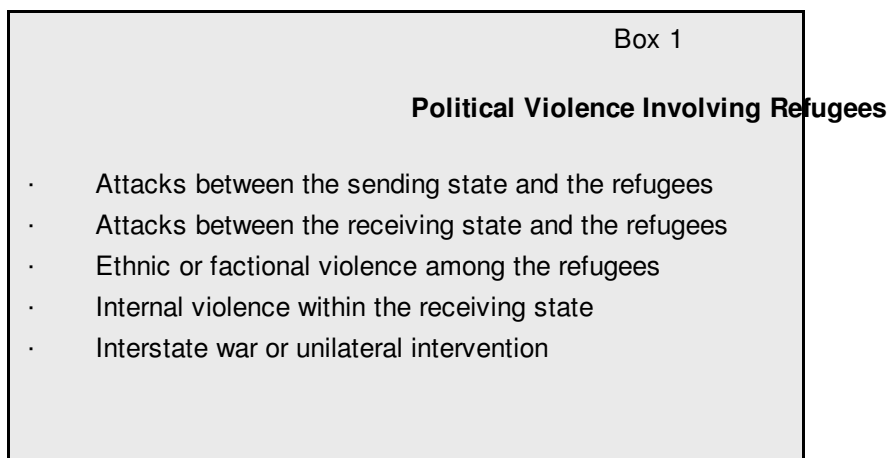 Box 1
Political Violence Involving Refugees
· Attacks between the sending state and the refugees
· Attacks between the receiving state and the refugees
· Ethnic or factional violence among the refugees
· Internal violence within the receiving state
· Interstate war or unilateral intervention